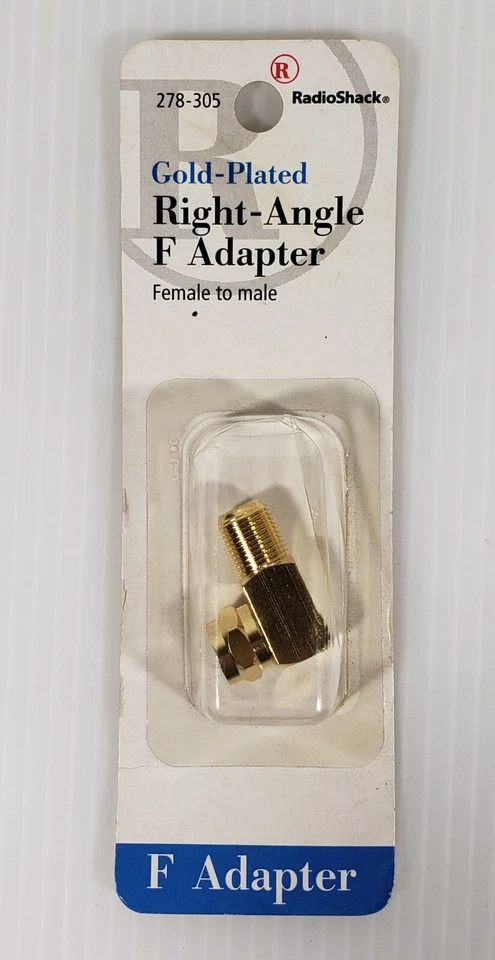 278-305
R
RadioShack®
Gold-Plated
Right-Angle
F Adapter
Female to male
F Adapter